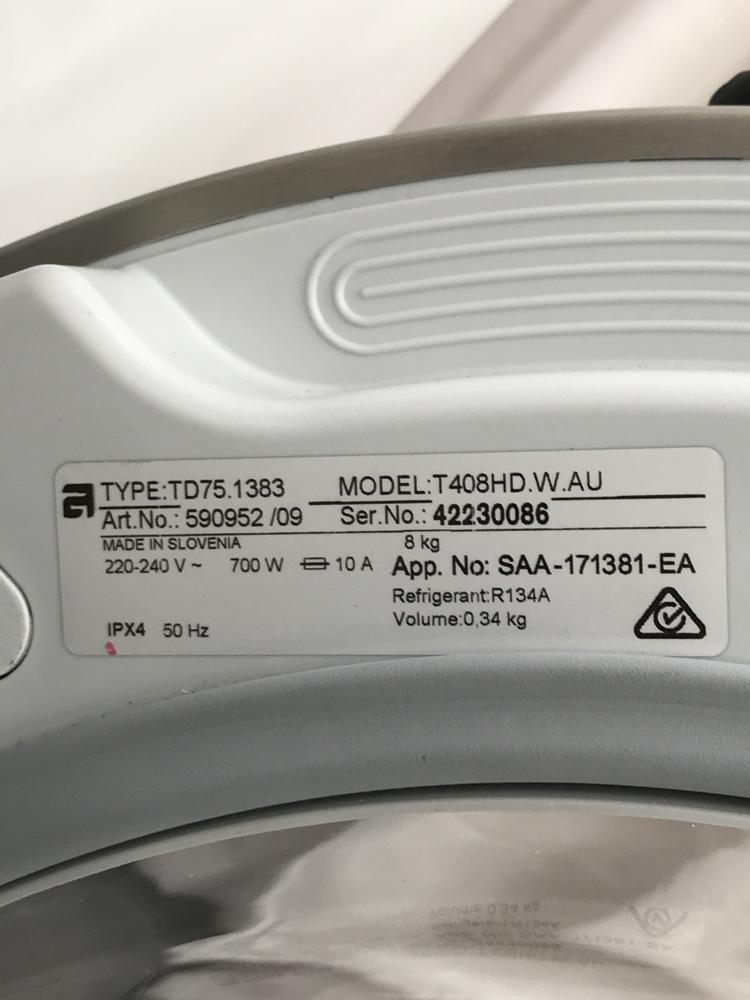 TYPE:TD75.1383 MODEL:T408HD.W.AU
Art.No.: 590952 /09 Ser.No.: 42230086
MADE IN SLOVENIA 8 kg
220-240 V ~ 700 W 10 A App. No: SAA-171381-EA
Refrigerant:R134A
IPX4 50 Hz Volume:0,34 kg